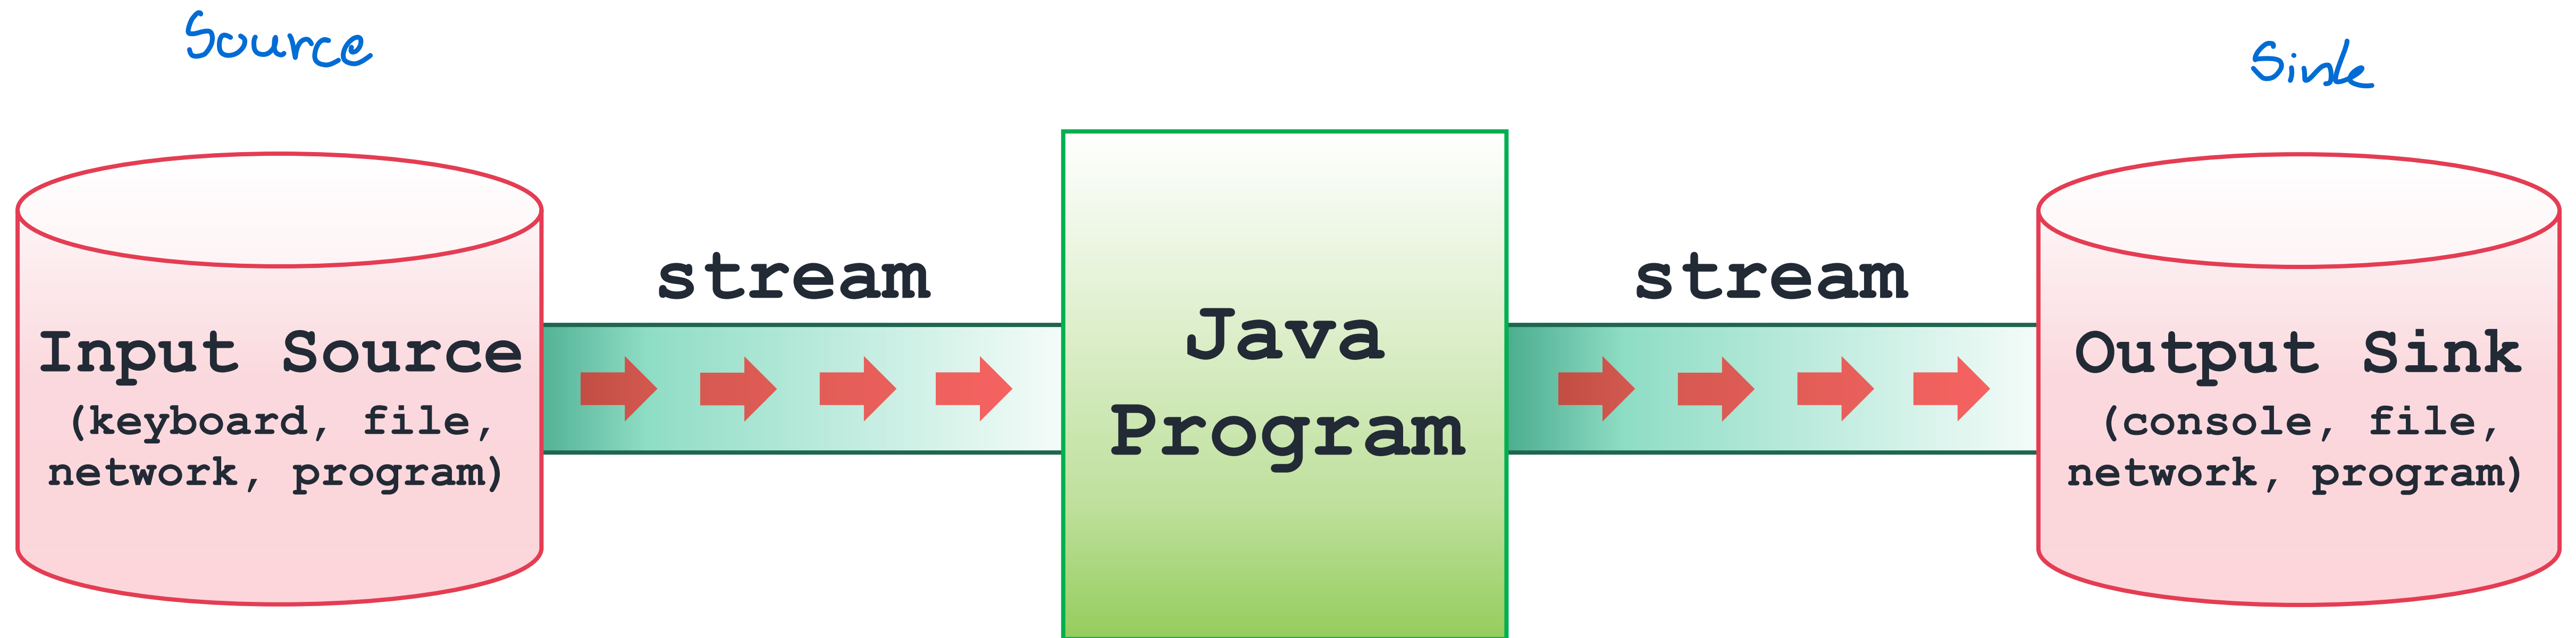 Source
Sink
stream
stream
Input Source
(keyboard, file,
network, program)
Java
Program
Output Sink
(console, file,
network, program)